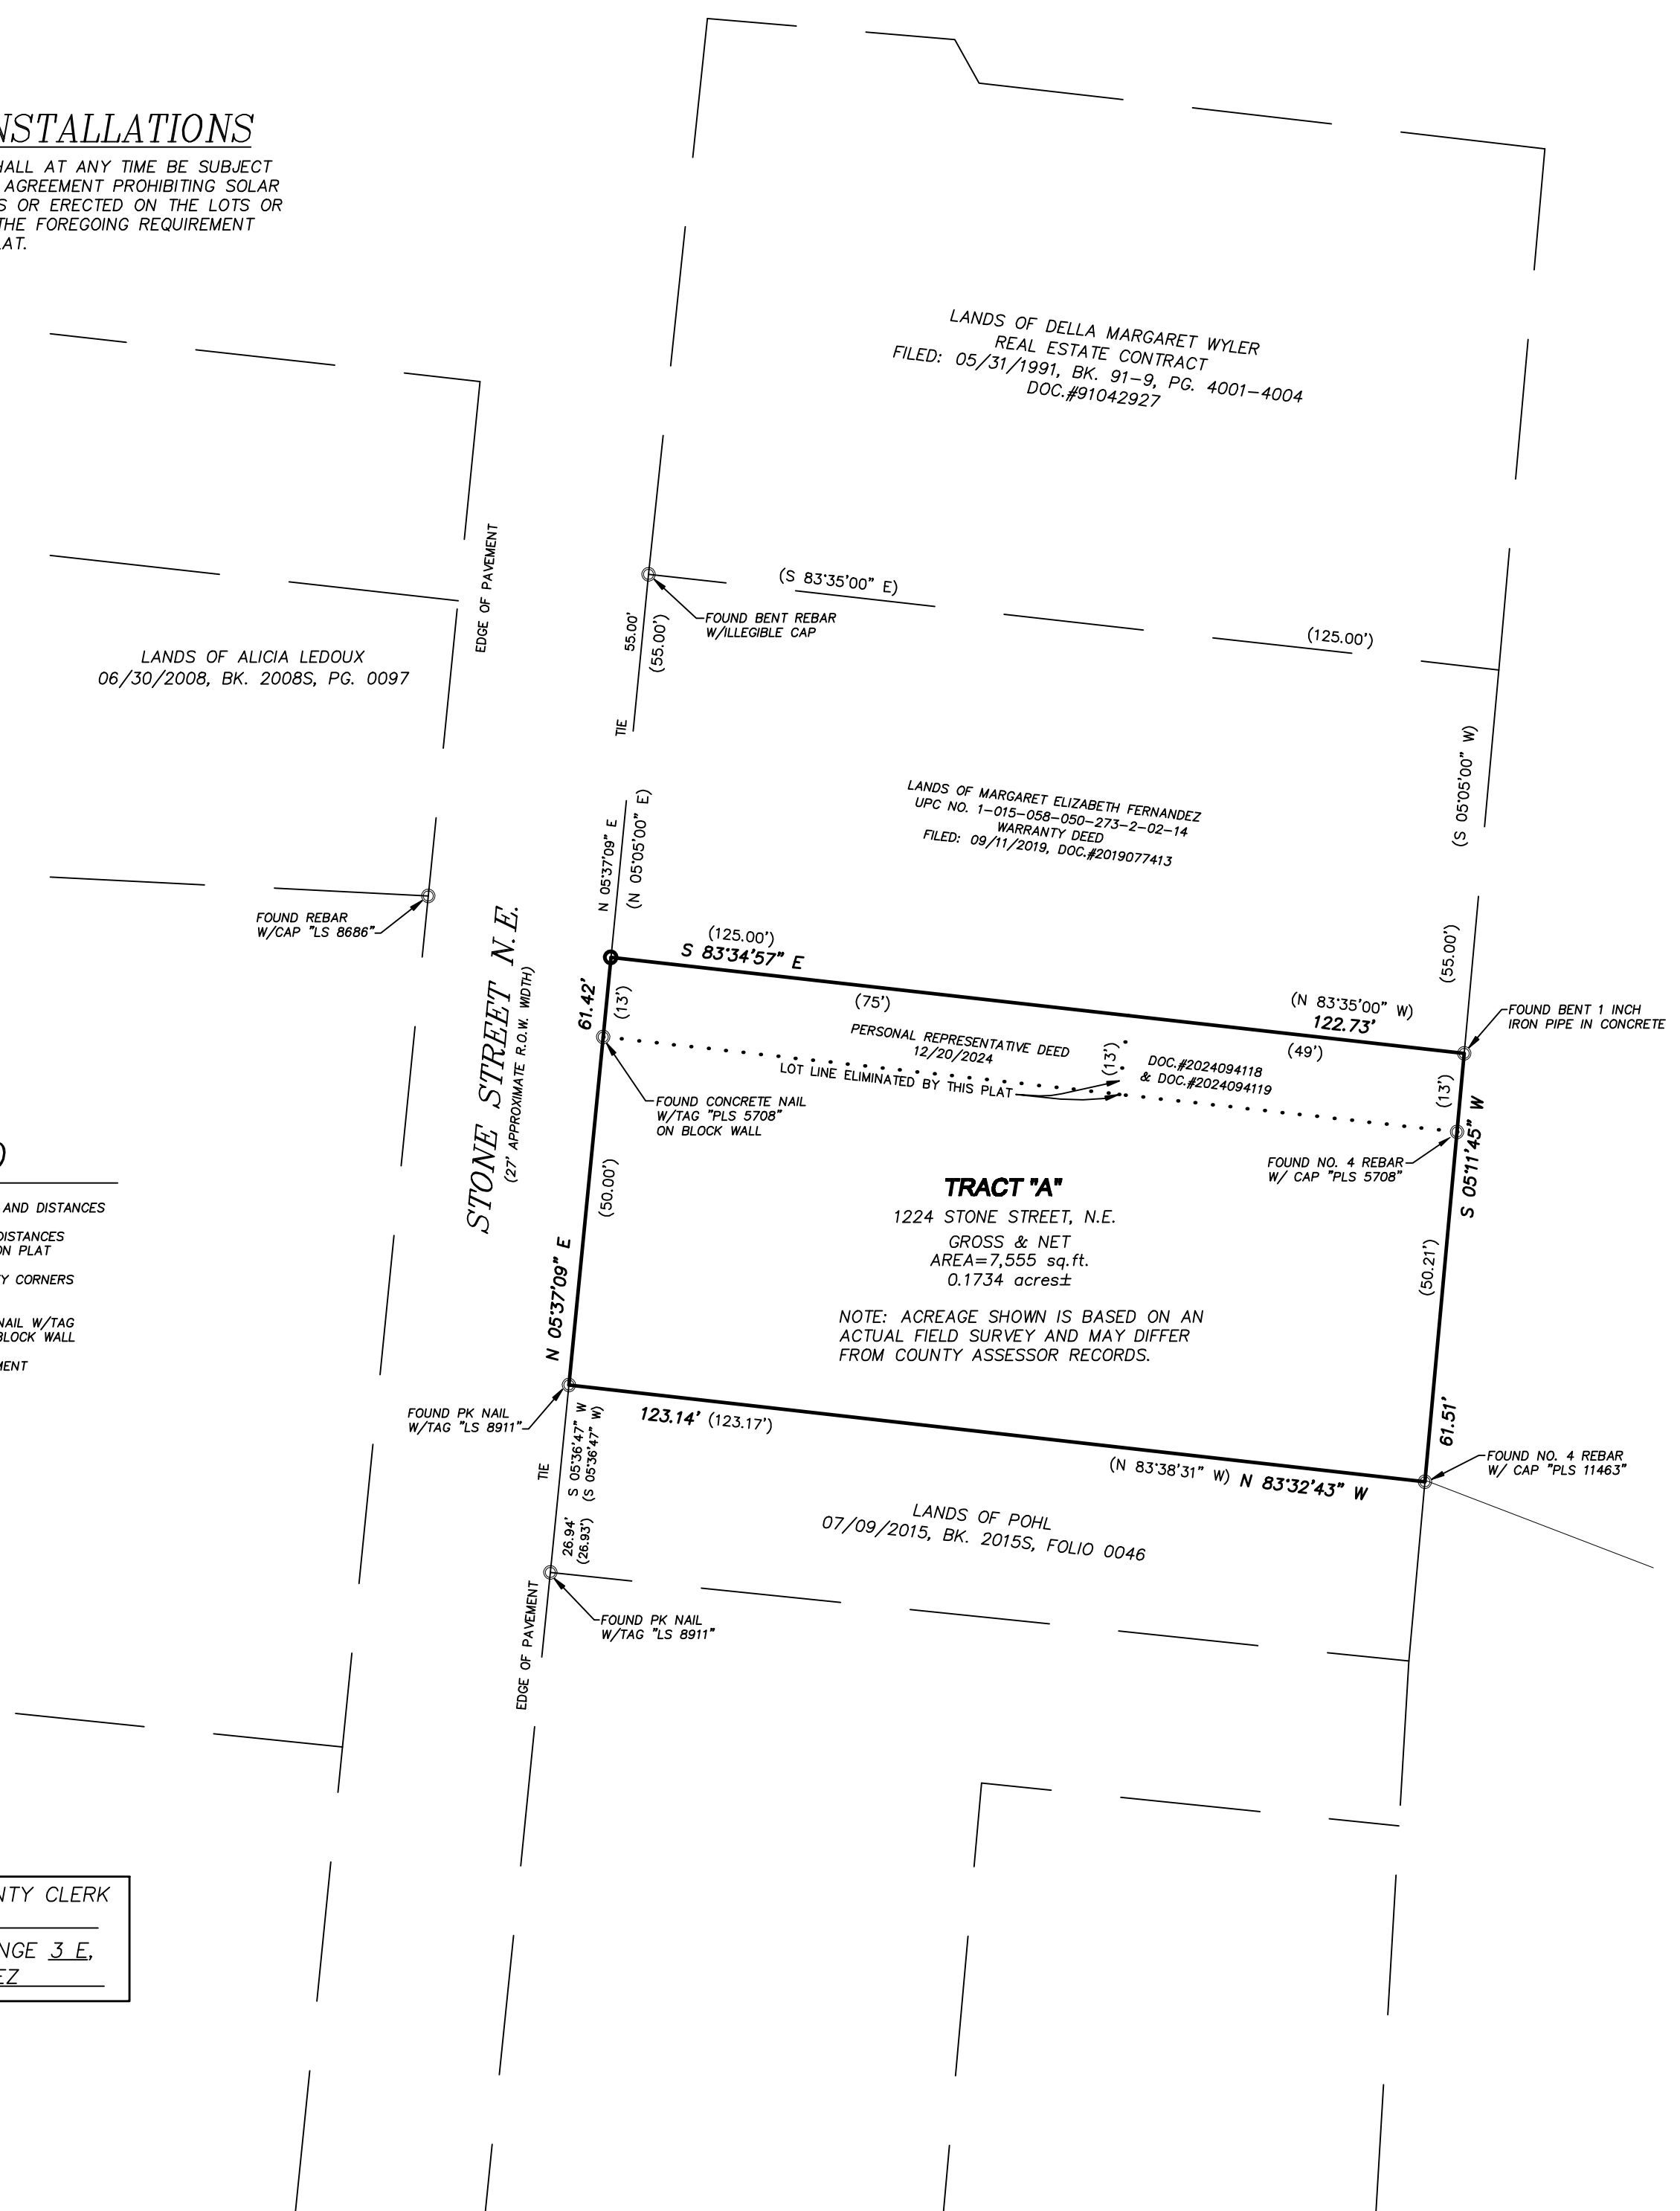 NSTALLATIONS
HALL AT ANY TIME BE SUBJECT
AGREEMENT PROHIBITING SOLAR
S OR ERECTED ON THE LOTS OR
THE FOREGOING REQUIREMENT
LAT.
LANDS OF DELLA MARGARET WYLER
REAL ESTATE CONTRACT
FILED: 05/31/1991, BK. 91-9, PG. 4001-4004
DOC.#91042927
EDGE OF PAVEMENT
(S 83°35'00" E)
(125.00')
FOUND BENT REBAR
W/ILLEGIBLE CAP
55.00'
(55.00')
TIE
LANDS OF ALICIA LEDOUX
06/30/2008, BK. 2008S, PG. 0097
(S 05°05'00" W)
LANDS OF MARGARET ELIZABETH FERNANDEZ
UPC NO. 1-015-058-050-273-2-02-14
WARRANTY DEED
FILED: 09/11/2019, DOC.#2019077413
N 05°37'09" E
(N 05°05'00" E)
FOUND REBAR
W/CAP "LS 8686"
STONE STREET N.E.
(27' APPROXIMATE R.O.W. WIDTH)
(125.00')
S 83°34'57" E
(55.00')
61.42'
(13')
(75')
(N 83°35'00" W)
122.73'
(49')
FOUND BENT 1 INCH
IRON PIPE IN CONCRETE
PERSONAL REPRESENTATIVE DEED
12/20/2024
(13')
DOC.#2024094118
& DOC.#2024094119
LOT LINE ELIMINATED BY THIS PLAT
(13')
S 05°11'45" W
FOUND CONCRETE NAIL
W/TAG "PLS 5708"
ON BLOCK WALL
FOUND NO. 4 REBAR
W/ CAP "PLS 5708"
(50.00')
TRACT "A"
1224 STONE STREET, N.E.
GROSS & NET
AREA=7,555 sq.ft.
0.1734 acres±
NOTE: ACREAGE SHOWN IS BASED ON AN
ACTUAL FIELD SURVEY AND MAY DIFFER
FROM COUNTY ASSESSOR RECORDS.
(50.21')
N 05°37'09" E
)
AND DISTANCES
DISTANCES
ON PLAT
Y CORNERS
NAIL W/TAG
BLOCK WALL
MENT
FOUND PK NAIL
W/TAG "LS 8911"
123.14' (123.17')
61.51'
(N 83°38'31" W) N 83°32'43" W
FOUND NO. 4 REBAR
W/ CAP "PLS 11463"
TIE
S 05°36'47" W
(S 05°36'47" W)
26.94'
(26.93')
LANDS OF POHL
07/09/2015, BK. 2015S, FOLIO 0046
EDGE OF PAVEMENT
FOUND PK NAIL
W/TAG "LS 8911"
NTY CLERK
NGE 3 E,
EZ